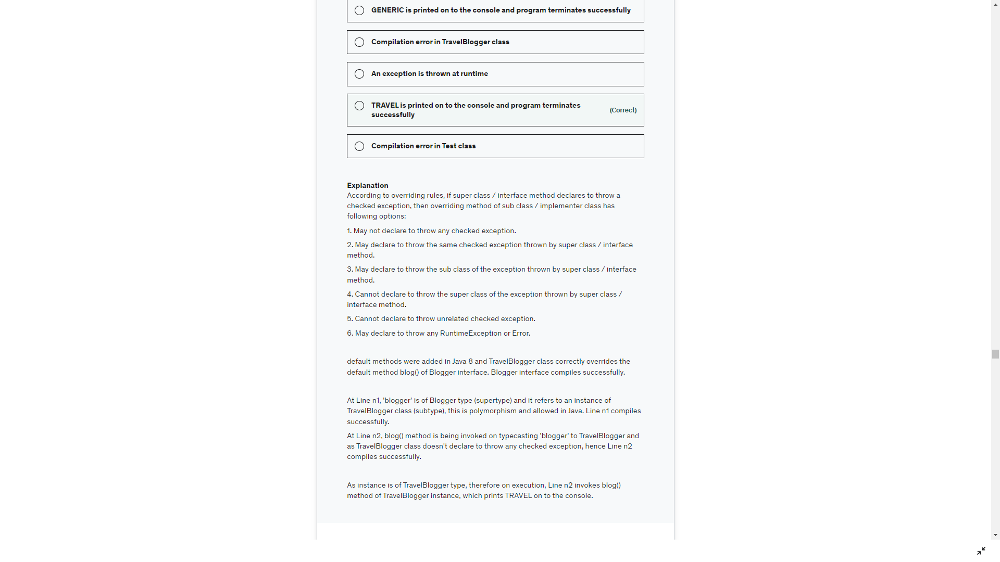 GENERIC is printed on to the console and program terminates successfully
Compilation error in TravelBlogger class
An exception is thrown at runtime
TRAVEL is printed on to the console and program terminates
successfully
(Correct)
Compilation error in Test class
Explanation
According to overriding rules, if super class / interface method declares to throw a
checked exception, then overriding method of sub class / implementer class has
following options:
1. May not declare to throw any checked exception.
2. May declare to throw the same checked exception thrown by super class / interface
method.
3. May declare to throw the sub class of the exception thrown by super class / interface
method.
4. Cannot declare to throw the super class of the exception thrown by super class /
interface method.
5. Cannot declare to throw unrelated checked exception.
6. May declare to throw any RuntimeException or Error.
default methods were added in Java 8 and TravelBlogger class correctly overrides the
default method blog() of Blogger interface. Blogger interface compiles successfully.
At Line n1, 'blogger' is of Blogger type (supertype) and it refers to an instance of
TravelBlogger class (subtype), this is polymorphism and allowed in Java. Line n1 compiles
successfully.
At Line n2, blog() method is being invoked on typecasting 'blogger' to TravelBlogger and
as TravelBlogger class doesn't declare to throw any checked exception, hence Line n2
compiles successfully.
As instance is of TravelBlogger type, therefore on execution, Line n2 invokes blog()
method of TravelBlogger instance, which prints TRAVEL on to the console.